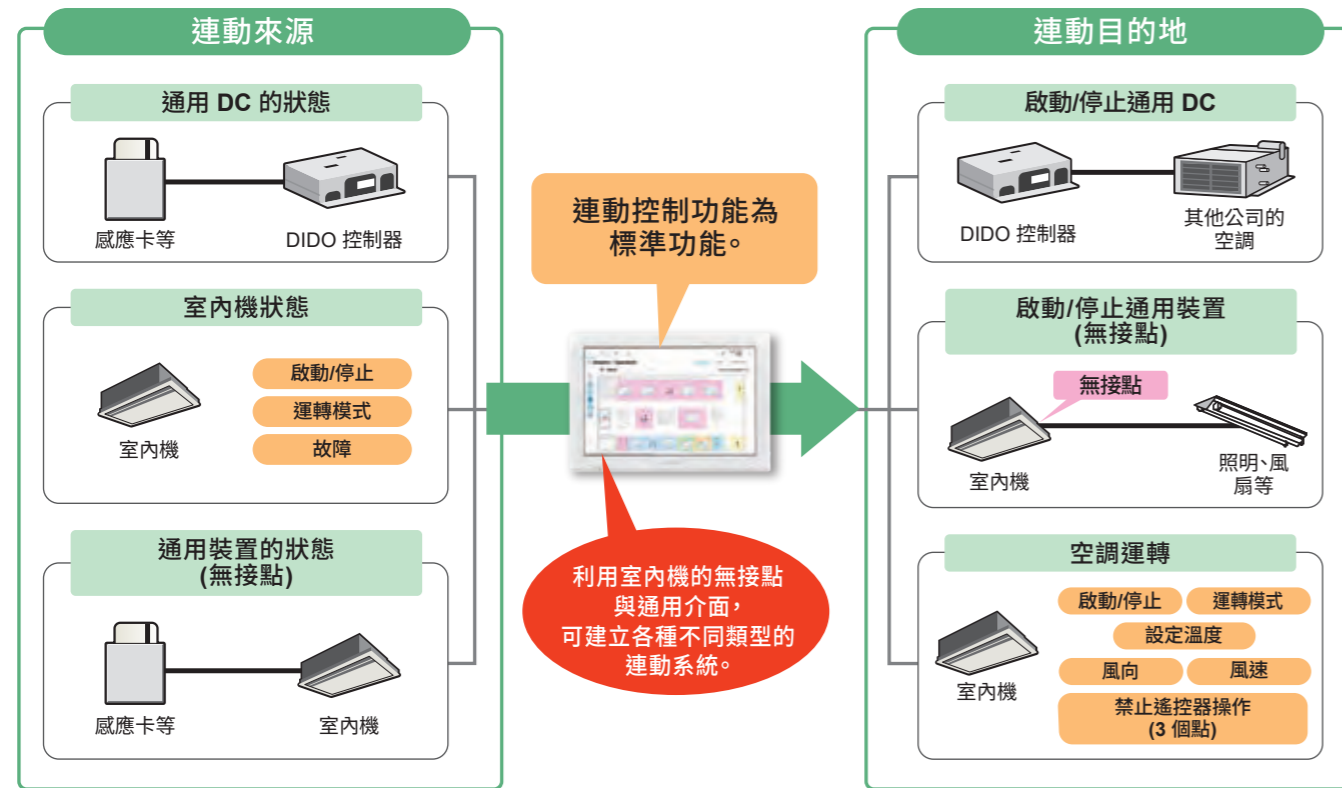 連動來源
通用 DC 的狀態
感應卡等
DIDO 控制器
室內機狀態
室內機
啟動/停止
運轉模式
故障
通用裝置的狀態
(無接點)
感應卡等
室內機
連動控制功能為
標準功能。
利用室內機的無接點
與通用介面,
可建立各種不同類型的
連動系統。
連動目的地
啟動/停止通用 DC
DIDO 控制器
其他公司的
空調
啟動/停止通用裝置
(無接點)
無接點
室內機
照明、風
扇等
空調運轉
室內機
啟動/停止
運轉模式
設定溫度
風向
風速
禁止遙控器操作
(3 個點)